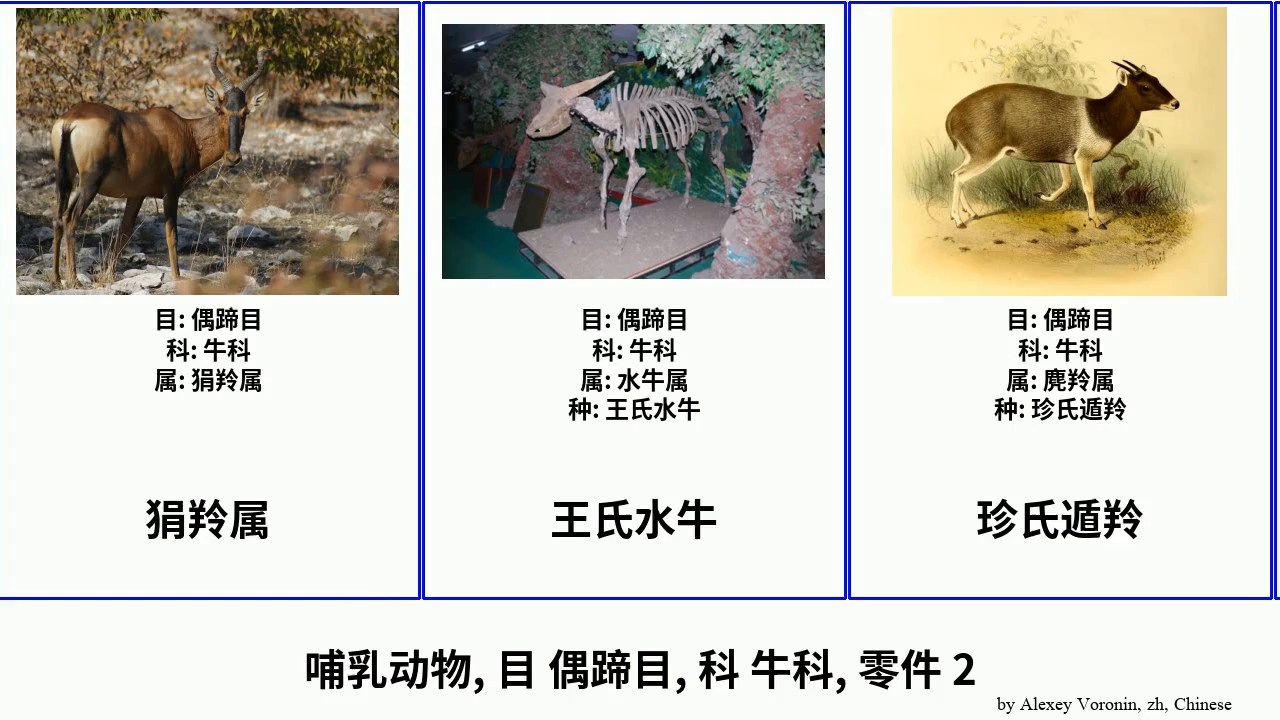 目: 偶蹄目
科: 牛科
属: 狷羚属
狷羚属
目: 偶蹄目
科: 牛科
属: 水牛属
种: 王氏水牛
王氏水牛
目: 偶蹄目
科: 牛科
属: 麂羚属
种: 珍氏遁羚
珍氏遁羚
哺乳动物, 目 偶蹄目, 科 牛科, 零件 2
by Alexey Voronin, zh, Chinese